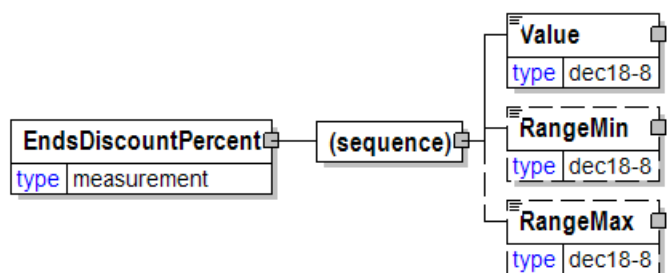 Value
type dec18-8
EndsDiscountPercent
type measurement
(sequence)
RangeMin
type dec18-8
RangeMax
type dec18-8